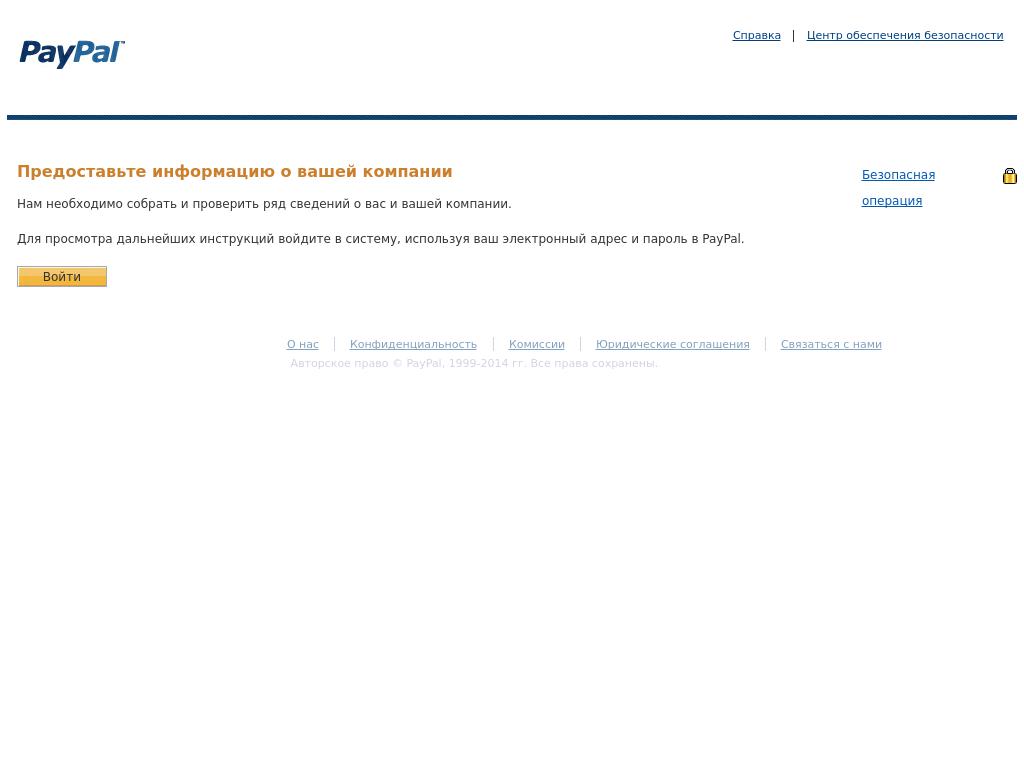 PayPal™
Справка | Центр обеспечения безопасности
Предоставьте информацию о вашей компании
Безопасная
операция
Нам необходимо собрать и проверить ряд сведений о вас и вашей компании.
Для просмотра дальнейших инструкций войдите в систему, используя ваш электронный адрес и пароль в PayPal.
Войти
О нас | Конфиденциальность | Комиссии | Юридические соглашения | Связаться с нами
Авторское право © PayPal, 1999-2014 гг. Все права сохранены.